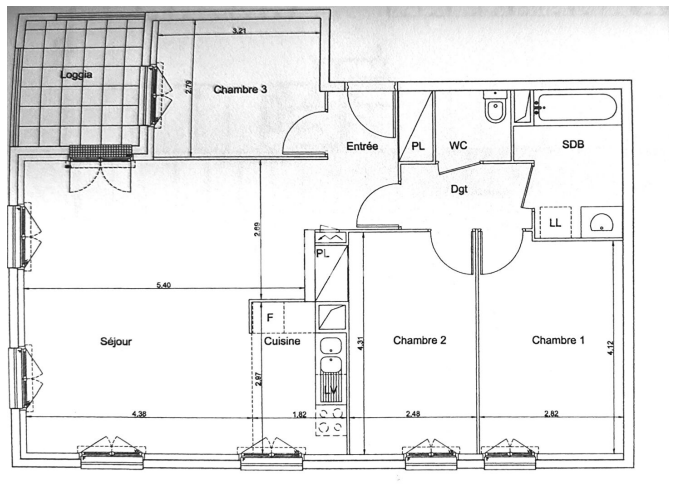 3.21
Loggia
2.79
Chambre 3
Entrée
PL
WC
SDB
Dgt
LL
2.69
PL
5.40
F
Séjour
Cuisine
4.31
Chambre 2
Chambre 1
4.12
2.97
LV
4.38
1.82
2.48
2.82
F
F
F
F